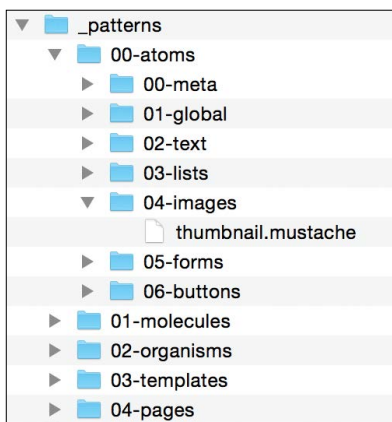 _patterns
00-atoms
00-meta
01-global
02-text
03-lists
04-images
thumbnail.mustache
05-forms
06-buttons
01-molecules
02-organisms
03-templates
04-pages